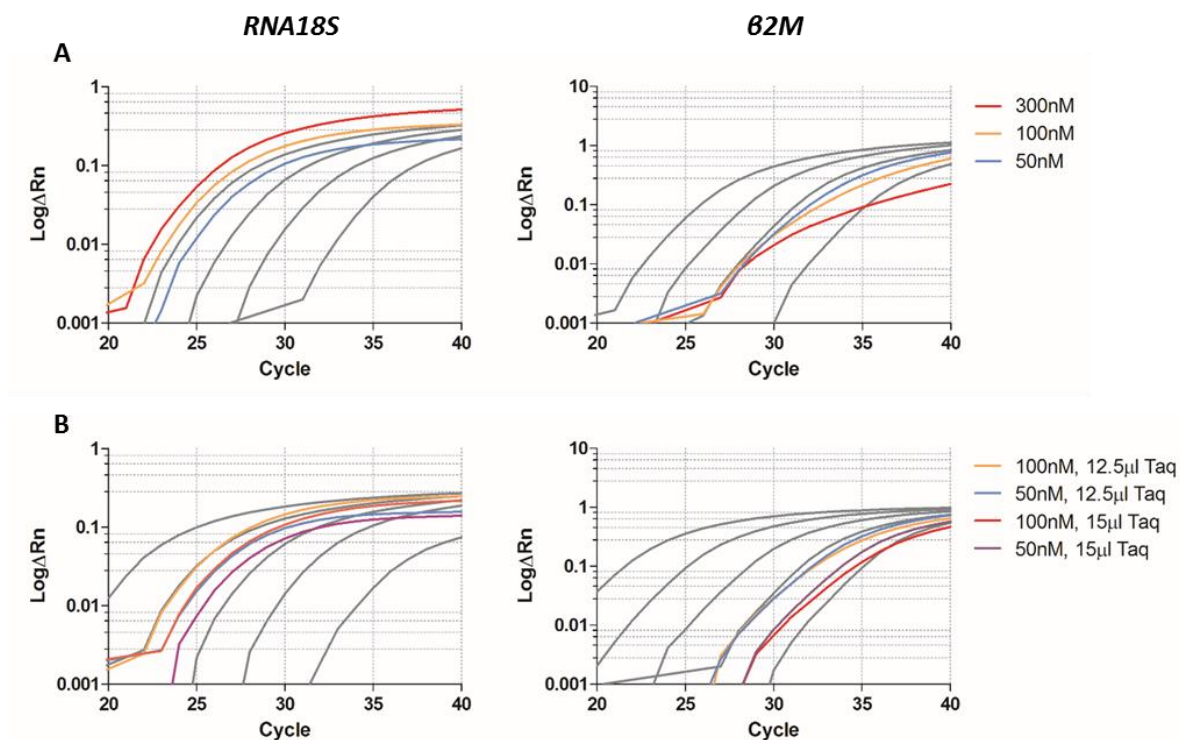 RNA18S
β2M
A
1
0.1
0.01
0.001
LogΔRn
20 25 30 35 40
Cycle
10
1
0.1
0.01
0.001
LogΔRn
20 25 30 35 40
Cycle
300nM
100nM
50nM
B
1
0.1
0.01
0.001
LogΔRn
20 25 30 35 40
Cycle
10
1
0.1
0.01
0.001
LogΔRn
20 25 30 35 40
Cycle
100nM, 12.5µl Taq
50nM, 12.5µl Taq
100nM, 15µl Taq
50nM, 15µl Taq